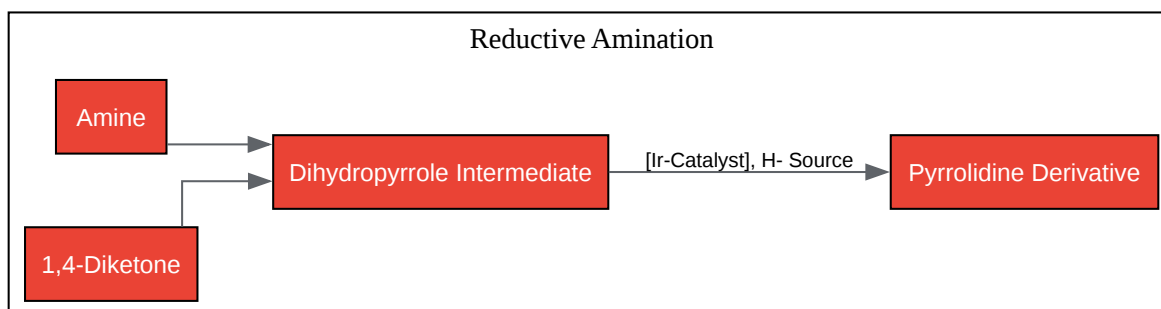 Reductive Amination
Amine
Dihydropyrrole Intermediate
[Ir-Catalyst], H- Source
Pyrrolidine Derivative
1,4-Diketone